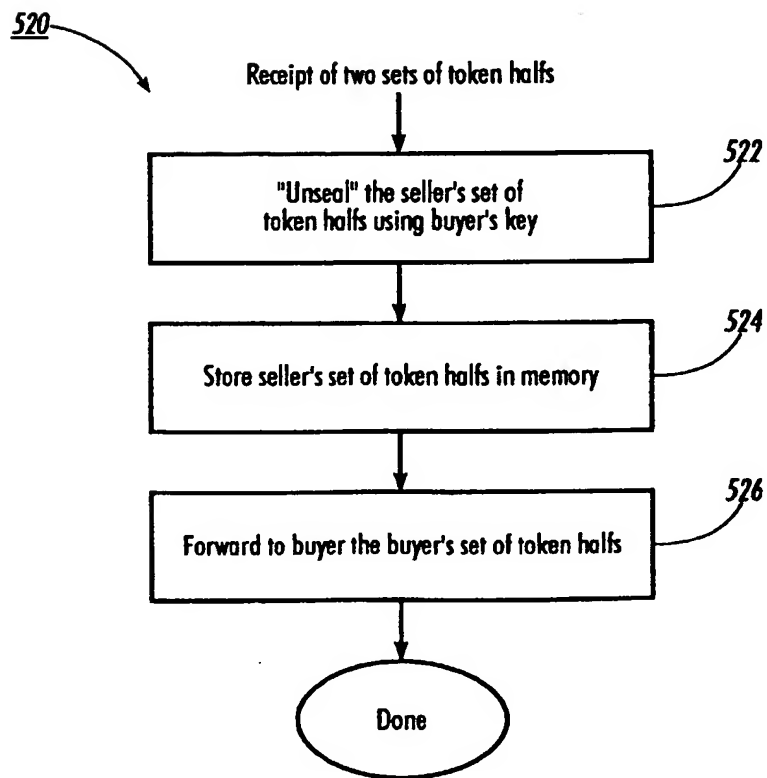 520
Receipt of two sets of token halfs
522
"Unseal" the seller's set of
token halfs using buyer's key
524
Store seller's set of token halfs in memory
526
Forward to buyer the buyer's set of token halfs
Done